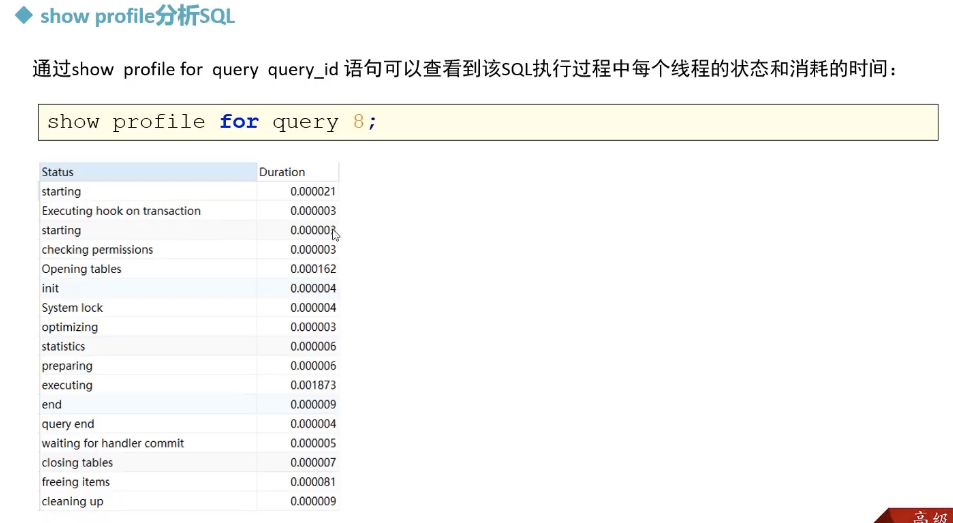 show profile分析SQL
通过show profile for query query_id 语句可以查看到该SQL执行过程中每个线程的状态和消耗的时间：
show profile for query 8;
Status Duration
starting 0.000021
Executing hook on transaction 0.000003
starting 0.000003
checking permissions 0.000003
Opening tables 0.000162
init 0.000004
System lock 0.000004
optimizing 0.000003
statistics 0.000006
preparing 0.000006
executing 0.001873
end 0.000009
query end 0.000004
waiting for handler commit 0.000005
closing tables 0.000007
freeing items 0.000081
cleaning up 0.000009
高级